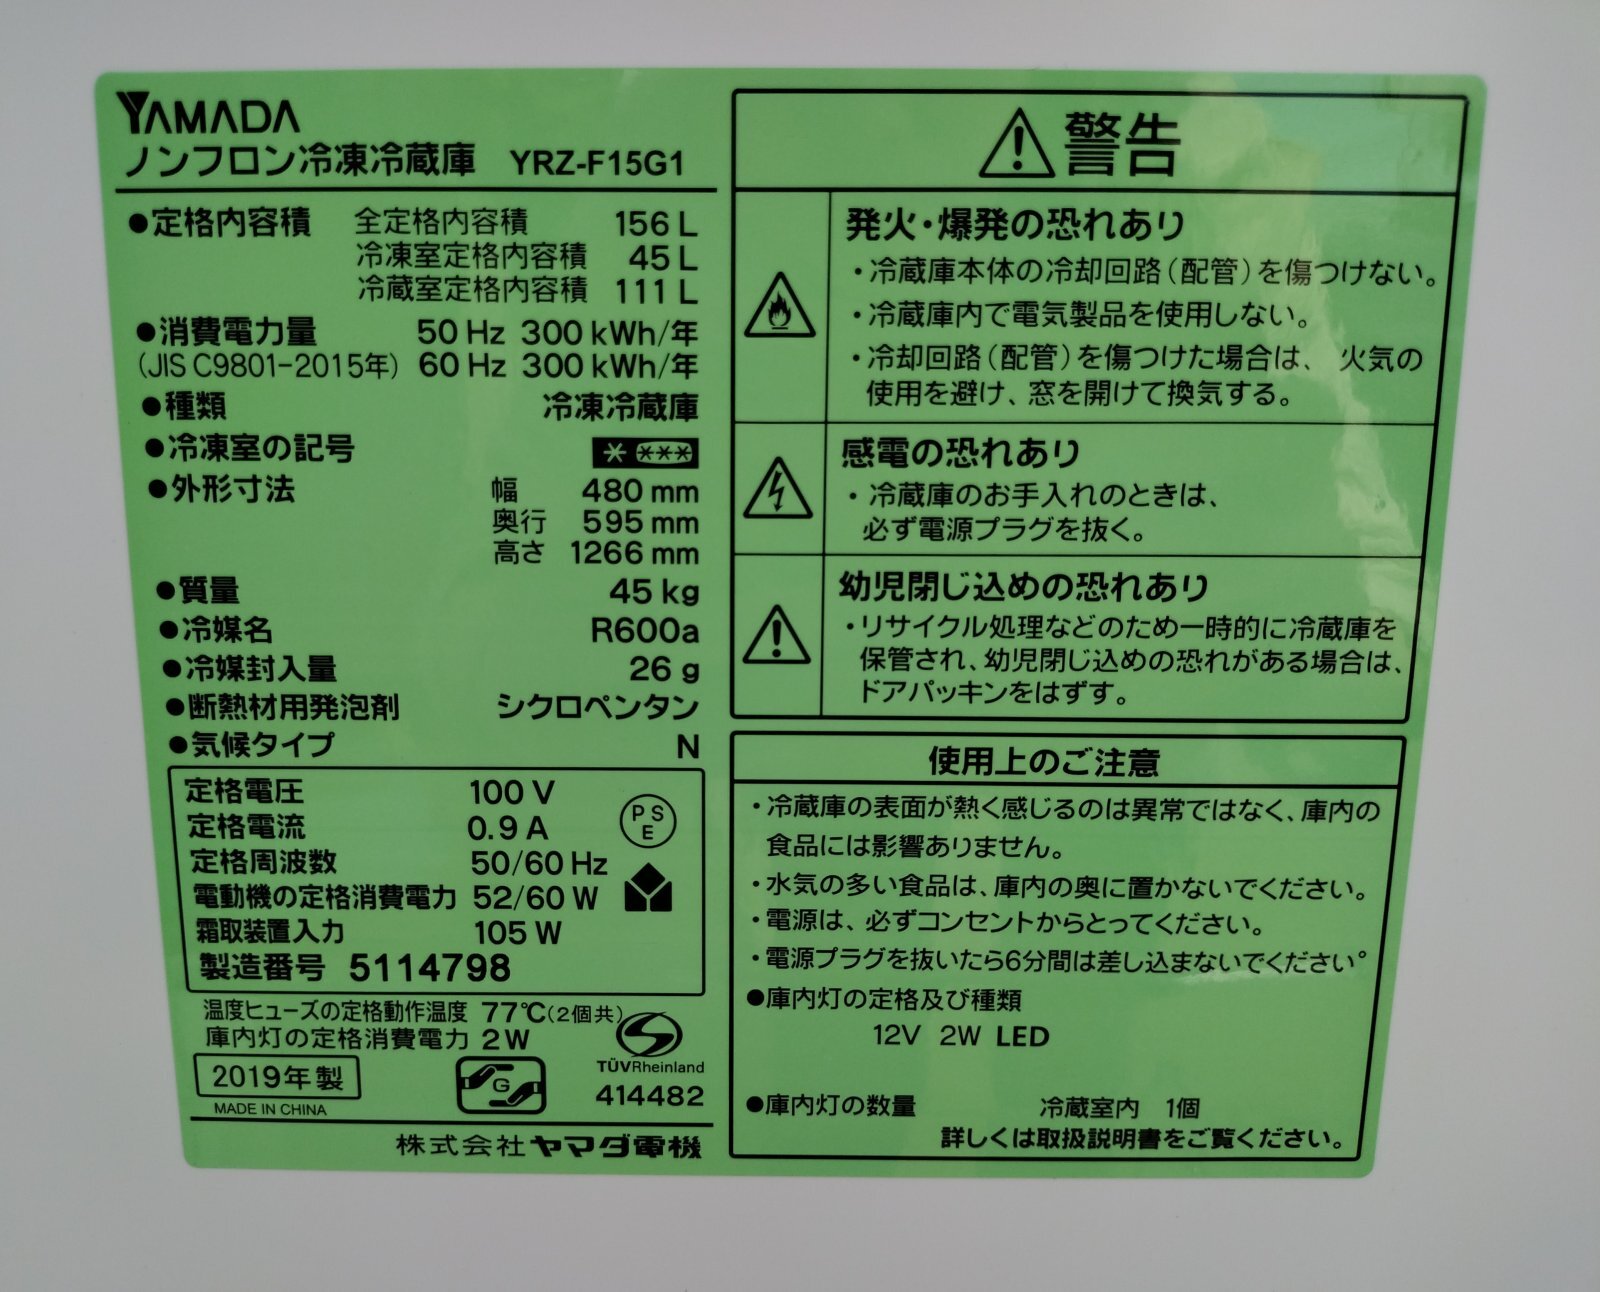 YAMADA
ノンフロン冷凍冷蔵庫 YRZ-F15G1
●定格内容積 全定格内容積 156 L
冷凍室定格内容積 45 L
冷蔵室定格内容積 111 L
●消費電力量 50 Hz 300 kWh/年
(JIS C9801-2015年) 60 Hz 300 kWh/年
●種類 冷凍冷蔵庫
●冷凍室の記号
●外形寸法 幅 480 mm
奥行 595 mm
高さ 1266 mm
●質量 45 kg
●冷媒名 R600a
●冷媒封入量 26 g
●断熱材用発泡剤 シクロペンタン
●気候タイプ N
定格電圧 100 V
定格電流 0.9 A
PS
E
定格周波数 50/60 Hz
電動機の定格消費電力 52/60 W
霜取装置入力 105 W
製造番号 5114798
温度ヒューズの定格動作温度 77℃(2個共)
庫内灯の定格消費電力 2W
2019年製
MADE IN CHINA
G
TÜVRheinland
414482
株式会社ヤマダ電機
警告
発火・爆発の恐れあり
・冷蔵庫本体の冷却回路(配管)を傷つけない。
・冷蔵庫内で電気製品を使用しない。
・冷却回路(配管)を傷つけた場合は、火気の
使用を避け、窓を開けて換気する。
感電の恐れあり
・冷蔵庫のお手入れのときは、
必ず電源プラグを抜く。
幼児閉じ込めの恐れあり
・リサイクル処理などのため一時的に冷蔵庫を
保管され、幼児閉じ込めの恐れがある場合は、
ドアパッキンをはずす。
使用上のご注意
・冷蔵庫の表面が熱く感じるのは異常ではなく、庫内の
食品には影響ありません。
・水気の多い食品は、庫内の奥に置かないでください。
・電源は、必ずコンセントからとってください。
・電源プラグを抜いたら6分間は差し込まないでください。
●庫内灯の定格及び種類
12V 2W LED
●庫内灯の数量 冷蔵室内 1個
詳しくは取扱説明書をご覧ください。